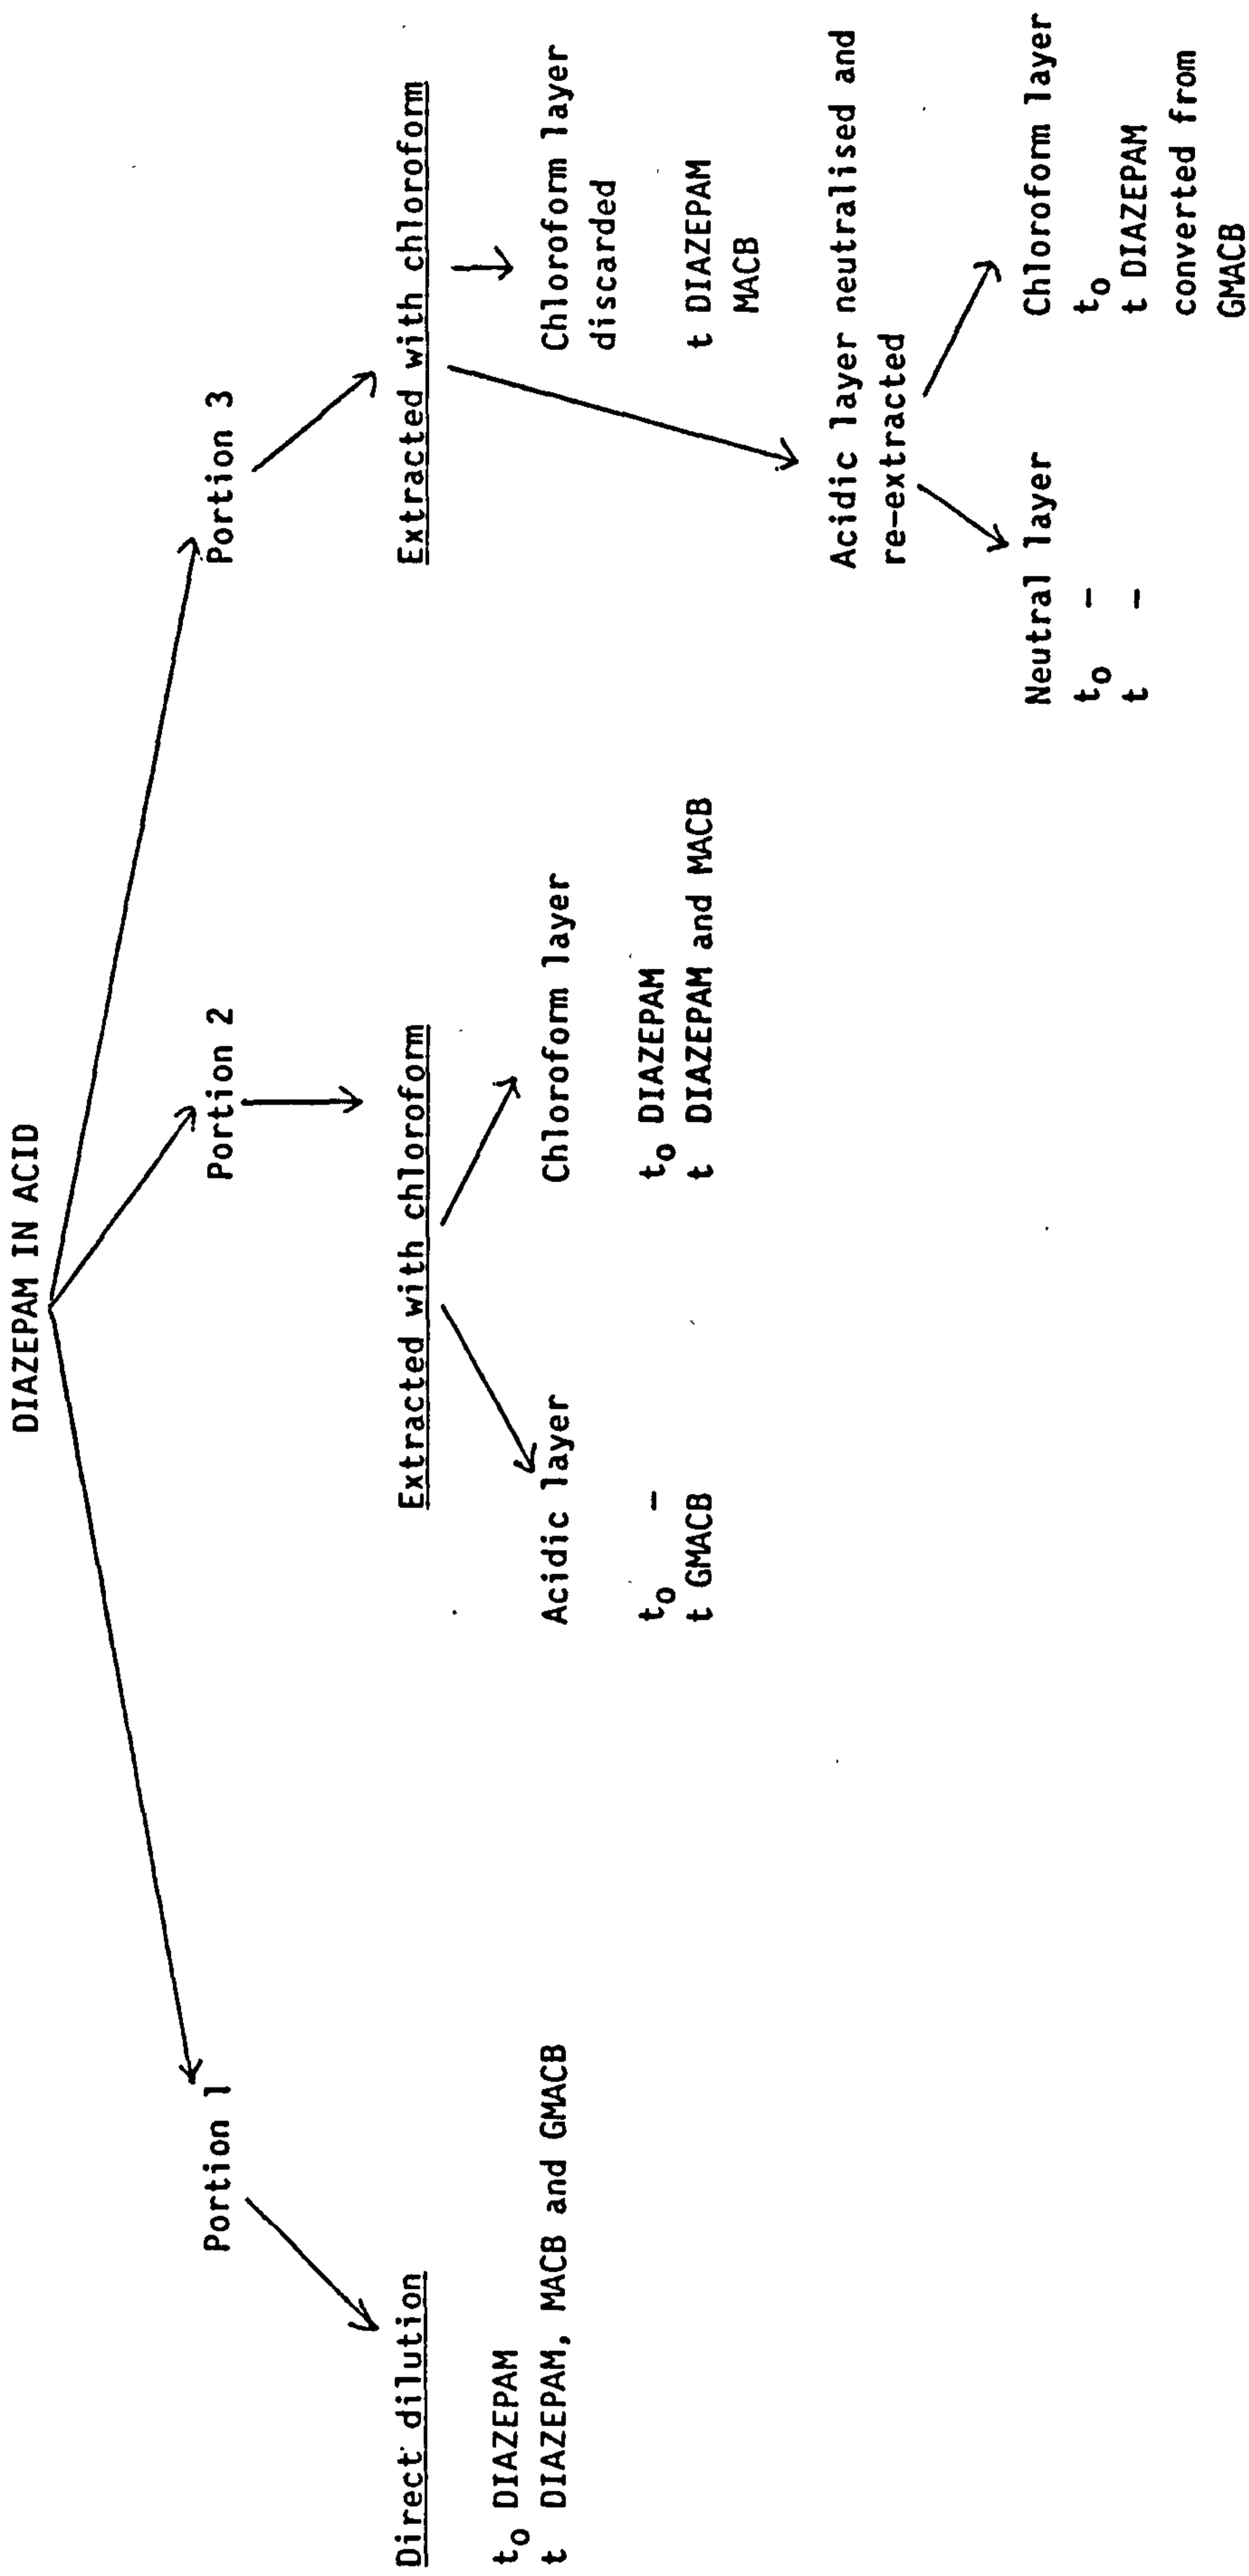 DIAZEPAM IN ACID
Portion 1
Direct dilution
t₀ DIAZEPAM
t DIAZEPAM, MACB and GMACB
Portion 2
Extracted with chloroform
Acidic layer
t₀ –
t GMACB
Chloroform layer
t₀ DIAZEPAM
t DIAZEPAM and MACB
Portion 3
Extracted with chloroform
Chloroform layer
discarded
t DIAZEPAM
MACB
Acidic layer neutralised and
re-extracted
Neutral layer
t₀ –
t –
Chloroform layer
t₀
t DIAZEPAM
converted from
GMACB